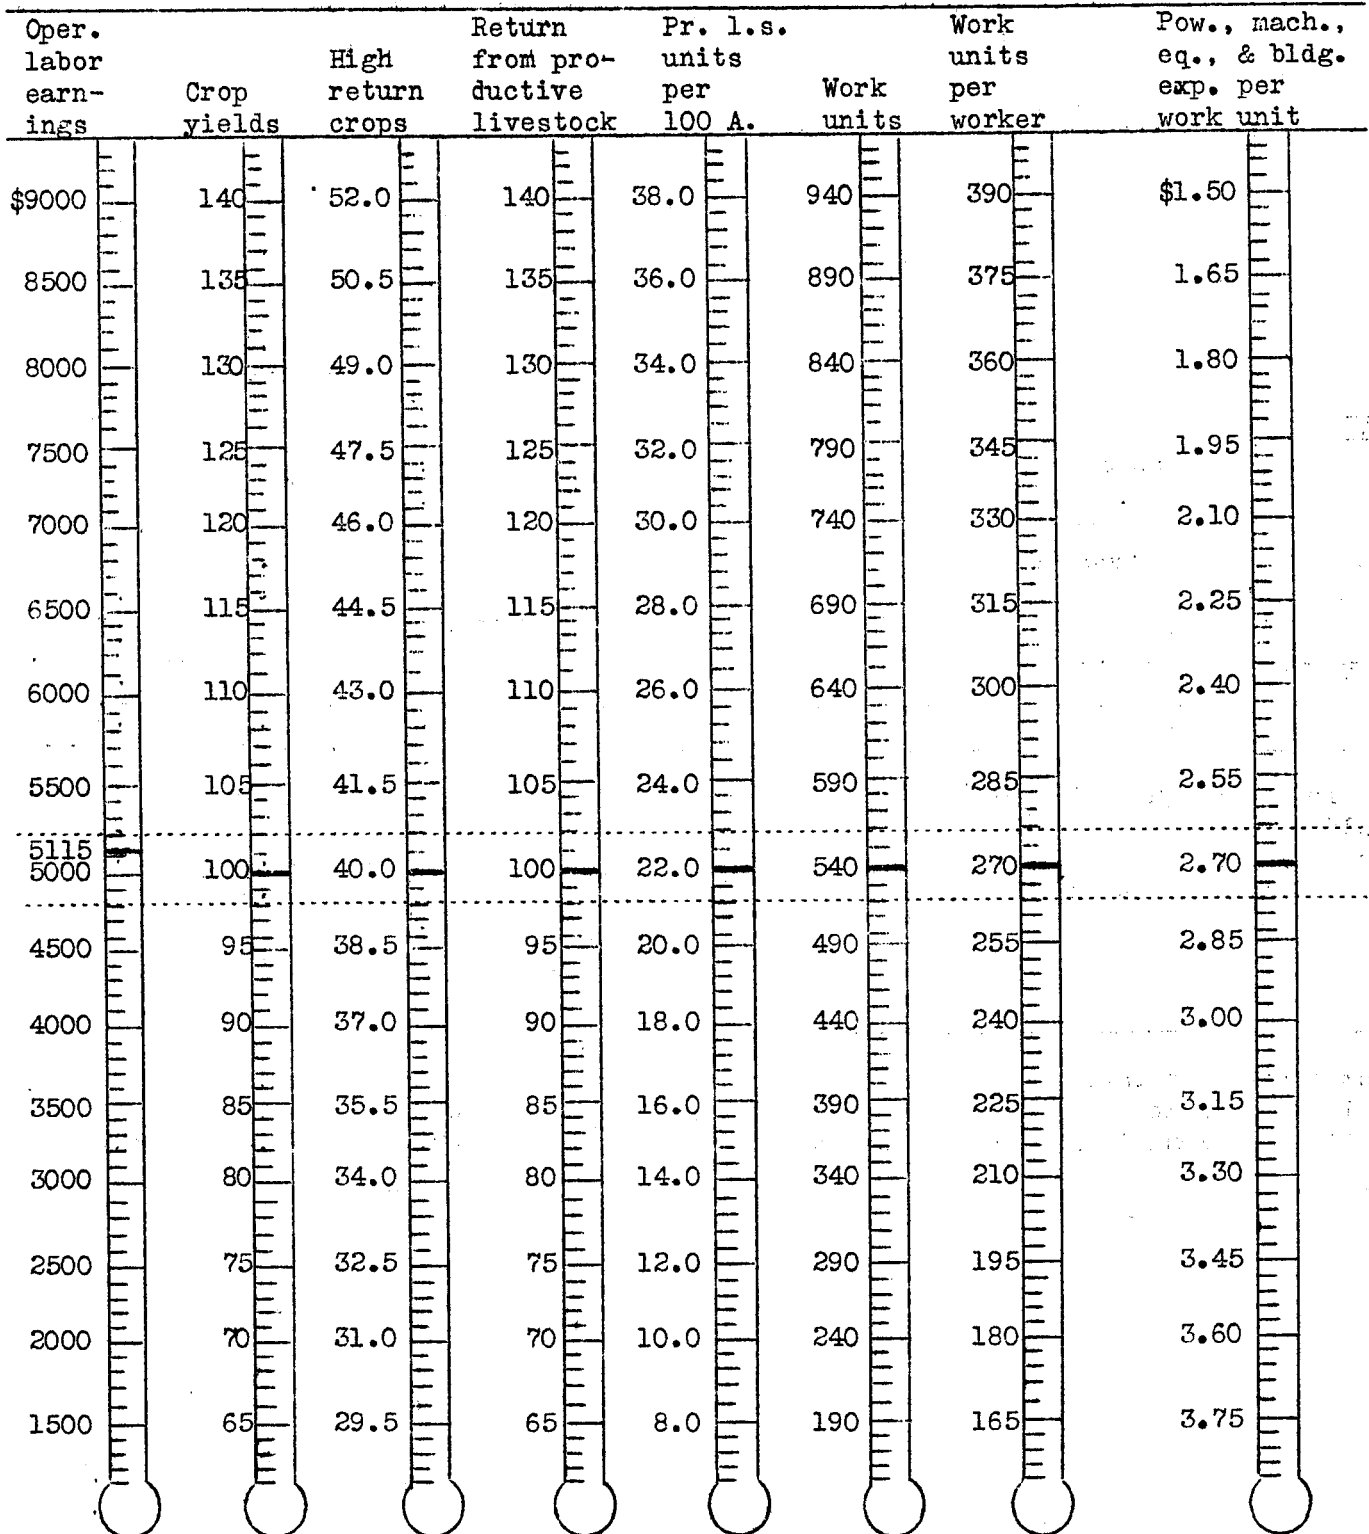 Oper. Return Pr. l.s. Work Pow., mach.,
labor High from pro- units units eq., & bldg.
earn- Crop return ductive per Work per exp. per
ings yields crops livestock 100 A. units worker work unit
$9000 140 52.0 140 38.0 940 390 $1.50
8500 135 50.5 135 36.0 890 375 1.65
8000 130 49.0 130 34.0 840 360 1.80
7500 125 47.5 125 32.0 790 345 1.95
7000 120 46.0 120 30.0 740 330 2.10
6500 115 44.5 115 28.0 690 315 2.25
6000 110 43.0 110 26.0 640 300 2.40
5500 105 41.5 105 24.0 590 285 2.55
5115
5000 100 40.0 100 22.0 540 270 2.70
4500 95 38.5 95 20.0 490 255 2.85
4000 90 37.0 90 18.0 440 240 3.00
3500 85 35.5 85 16.0 390 225 3.15
3000 80 34.0 80 14.0 340 210 3.30
2500 75 32.5 75 12.0 290 195 3.45
2000 70 31.0 70 10.0 240 180 3.60
1500 65 29.5 65 8.0 190 165 3.75